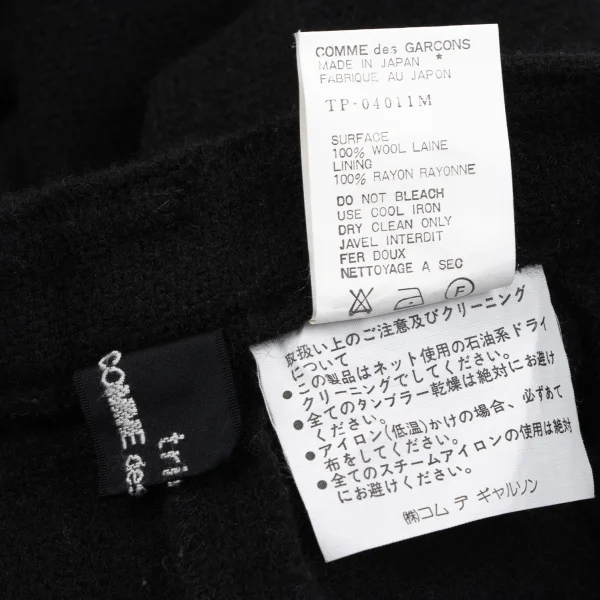 COMME des GARCONS
MADE IN JAPAN *
FABRIQUE AU JAPON
TP-04011M
SURFACE
100% WOOL LAINE
LINING
100% RAYON RAYONNE
DO NOT BLEACH
USE COOL IRON
DRY CLEAN ONLY
JAVEL INTERDIT
FER DOUX
NETTOYAGE A SEC
F
取扱い上のご注意及びクリーニング
について
●この製品はネット使用の石油系ドライ
クリーニングでしてください。
●全てのタンブラー乾燥は絶対にお避け
ください。
●アイロン(低温)かけの場合、必ずあて
布をしてください。
●全てのスチームアイロンの使用は絶対
にお避けください。
㈱コム デ ギャルソン
COMME des